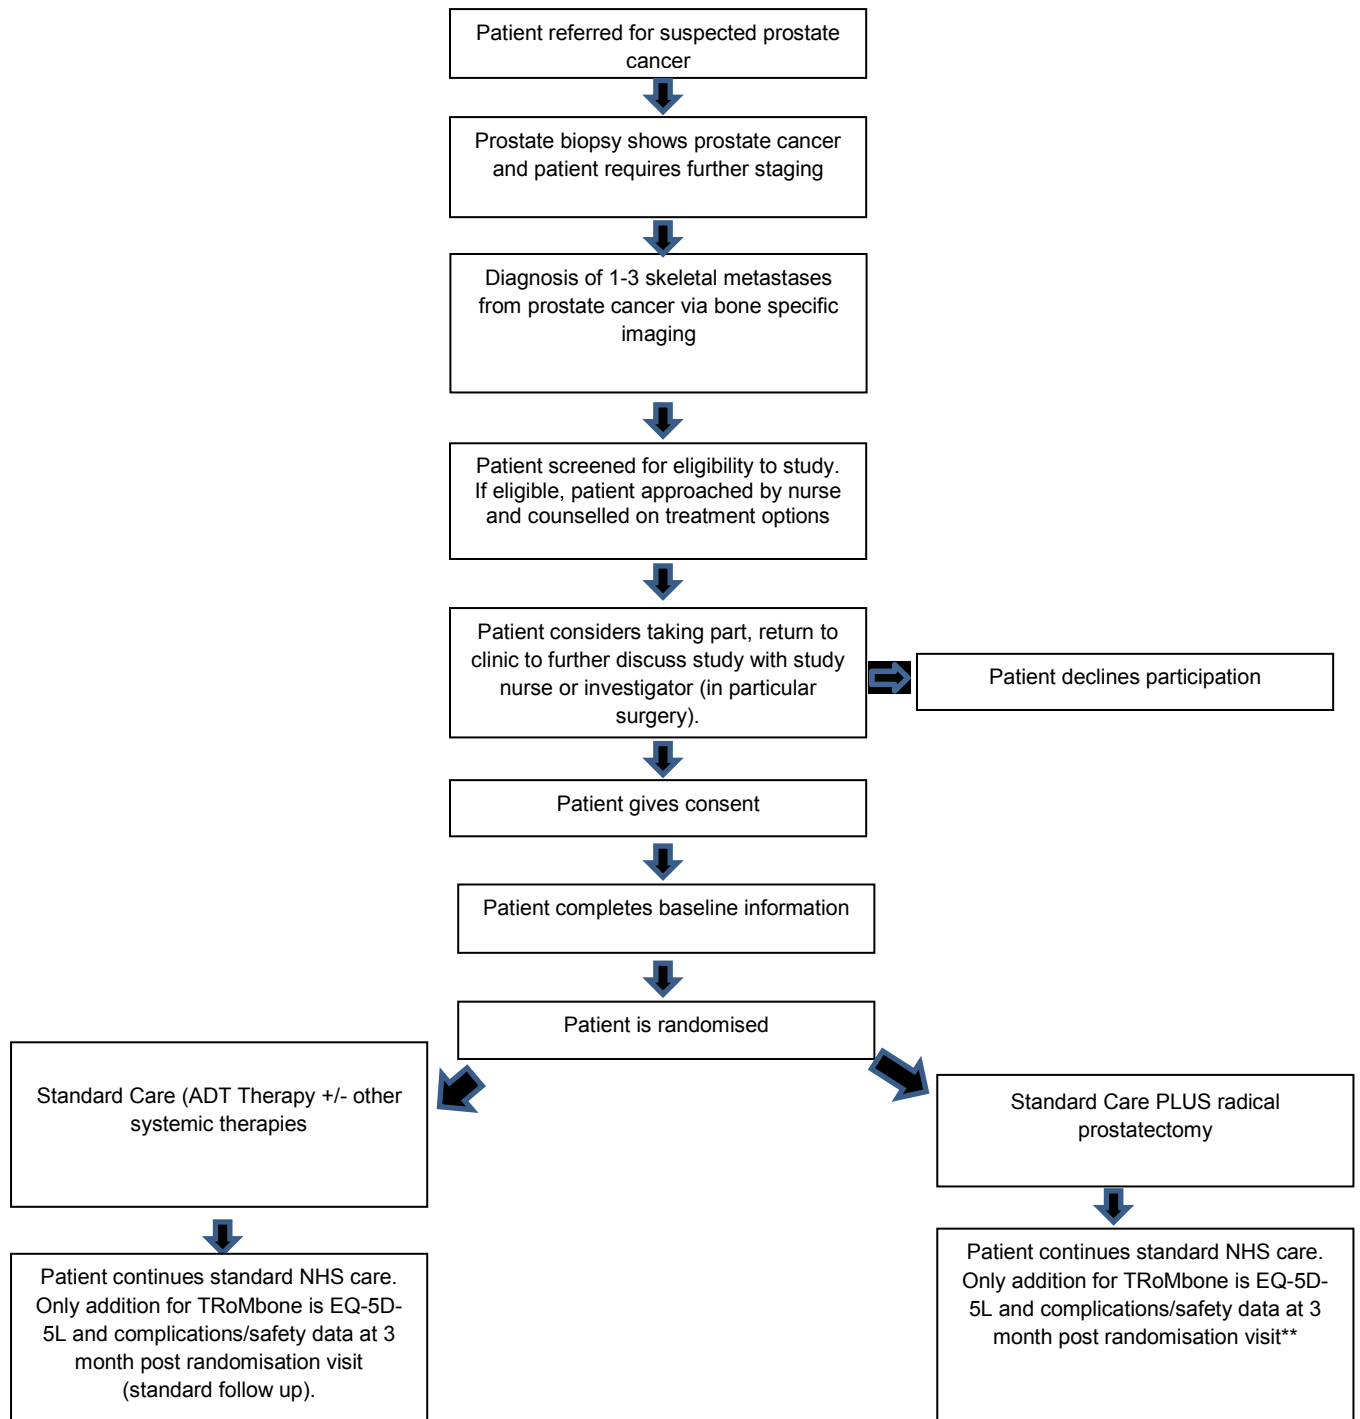 Patient referred for suspected prostate
cancer
Prostate biopsy shows prostate cancer
and patient requires further staging
Diagnosis of 1-3 skeletal metastases
from prostate cancer via bone specific
imaging
Patient screened for eligibility to study.
If eligible, patient approached by nurse
and counselled on treatment options
Patient considers taking part, return to
clinic to further discuss study with study
nurse or investigator (in particular
surgery).
Patient declines participation
Patient gives consent
Patient completes baseline information
Patient is randomised
Standard Care (ADT Therapy +/- other
systemic therapies
Standard Care PLUS radical
prostatectomy
Patient continues standard NHS care.
Only addition for TRoMbone is EQ-5D-
5L and complications/safety data at 3
month post randomisation visit
(standard follow up).
Patient continues standard NHS care.
Only addition for TRoMbone is EQ-5D-
5L and complications/safety data at 3
month post randomisation visit**